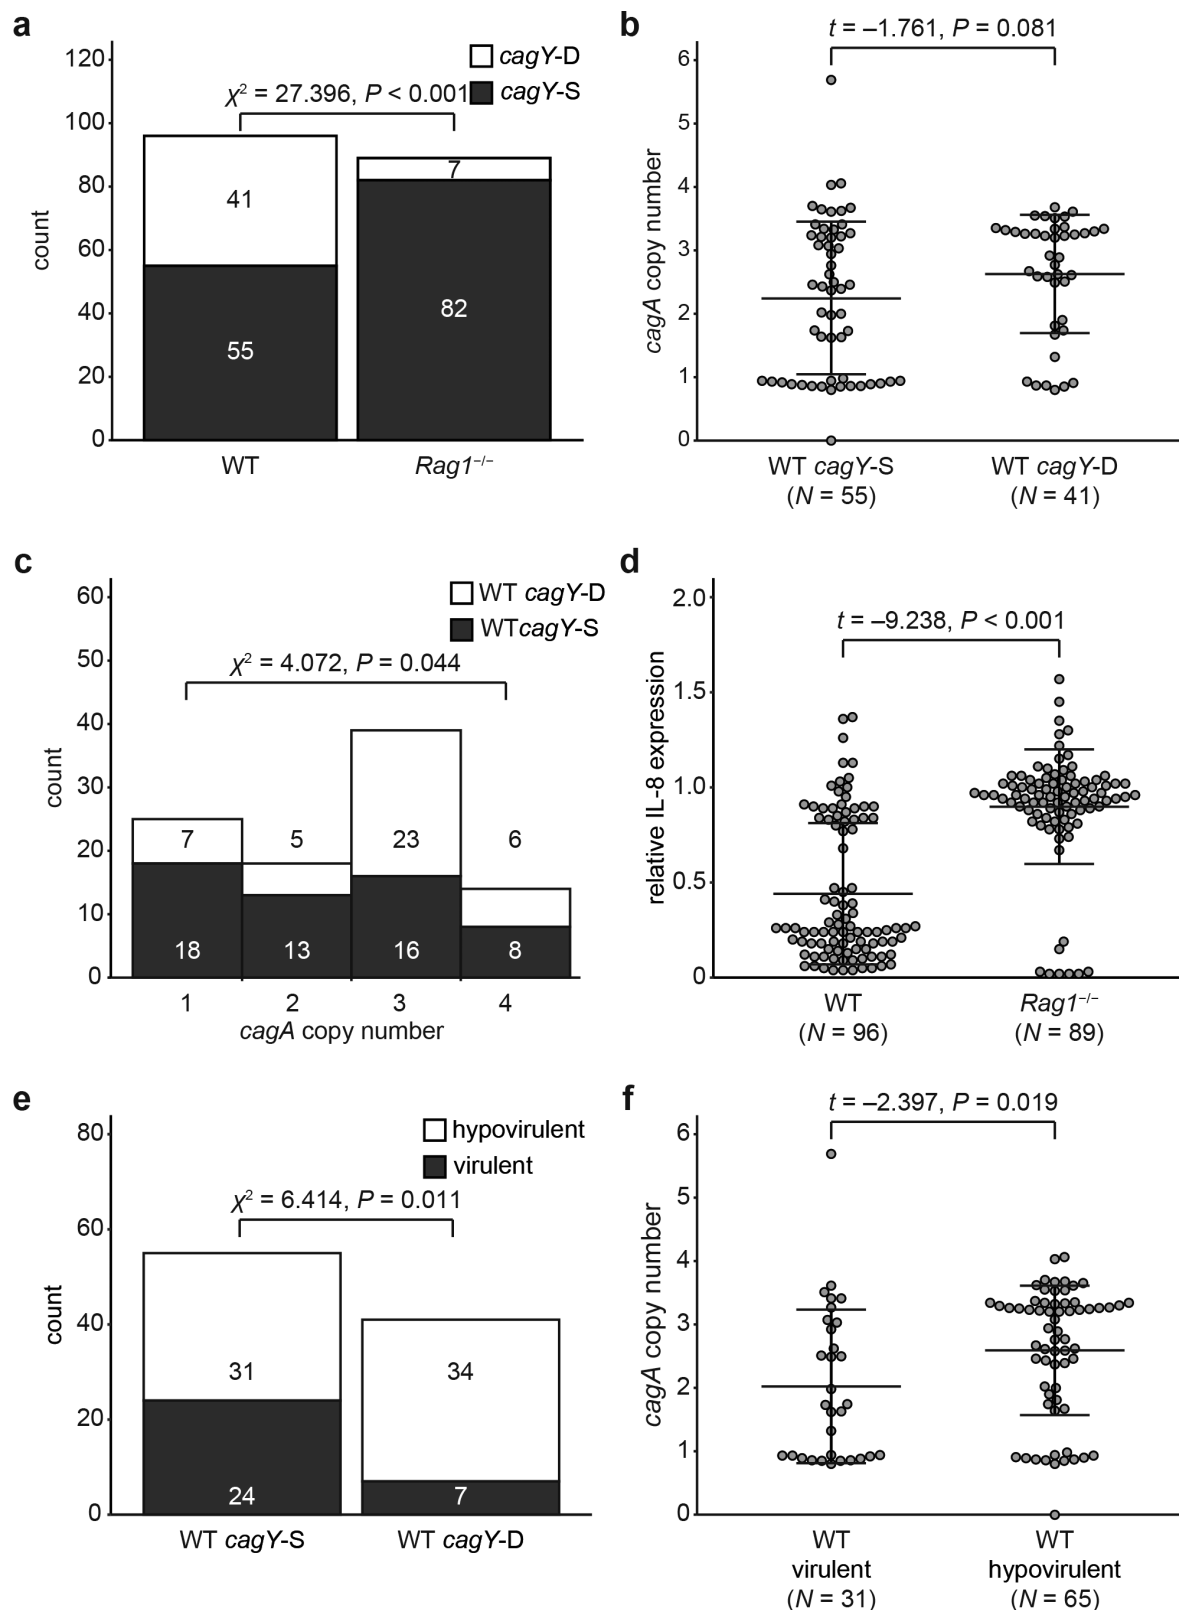 a
120
100
80
60
40
20
0
count
cagY-D
cagY-S
χ² = 27.396, P < 0.001
41
55
7
82
WT
Rag1⁻/⁻
b
t = –1.761, P = 0.081
6
5
4
3
2
1
0
cagA copy number
WT cagY-S
(N = 55)
WT cagY-D
(N = 41)
c
60
50
40
30
20
10
0
count
WT cagY-D
WTcagY-S
χ² = 4.072, P = 0.044
7
5
23
6
18
13
16
8
1
2
3
4
cagA copy number
d
t = –9.238, P < 0.001
2.0
1.5
1.0
0.5
0
relative IL-8 expression
WT
(N = 96)
Rag1⁻/⁻
(N = 89)
e
80
60
40
20
0
count
hypovirulent
virulent
χ² = 6.414, P = 0.011
31
34
24
7
WT cagY-S
WT cagY-D
f
t = –2.397, P = 0.019
6
5
4
3
2
1
0
cagA copy number
WT
virulent
(N = 31)
WT
hypovirulent
(N = 65)